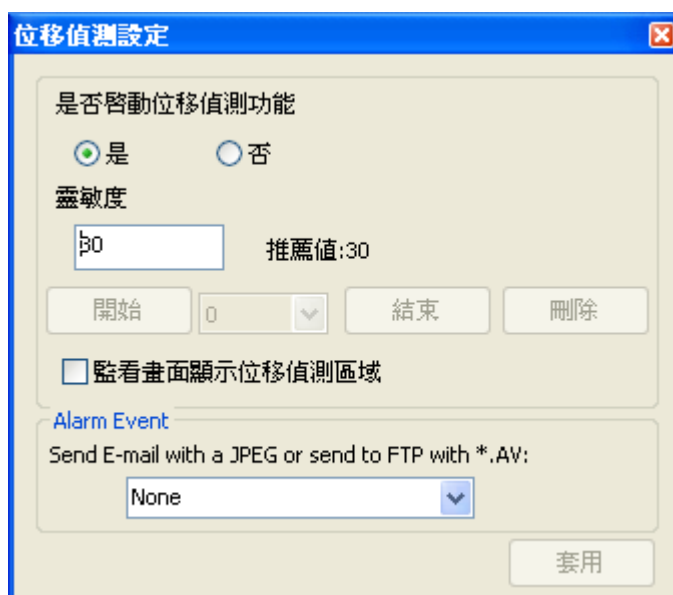 位移偵測設定
是否啓動位移偵測功能
是 否
靈敏度
30 推薦值:30
開始 0 結束 刪除
監看畫面顯示位移偵測區域
Alarm Event
Send E-mail with a JPEG or send to FTP with *.AV:
None
套用